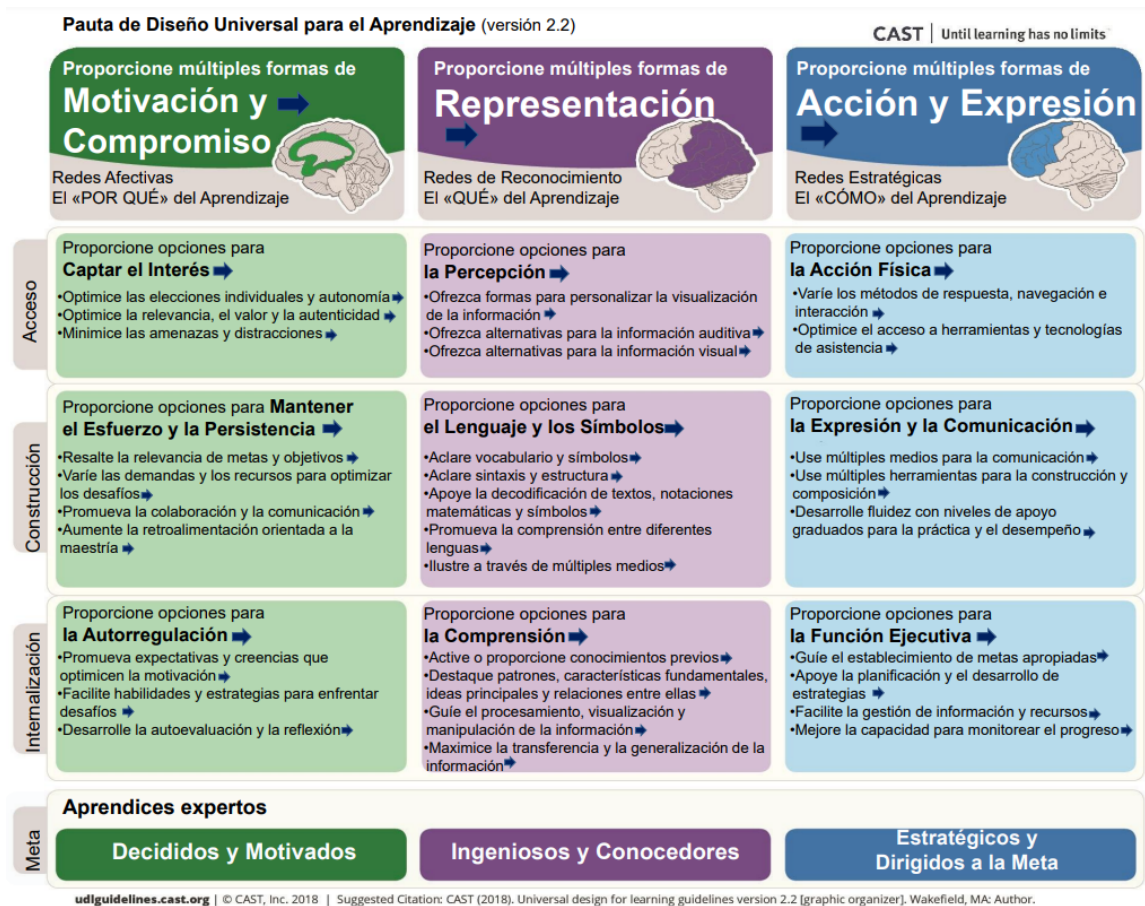 Pauta de Diseño Universal para el Aprendizaje (versión 2.2)
CAST | Until learning has no limits
Proporcione múltiples formas de
Motivación y
Compromiso
Redes Afectivas
El «POR QUÉ» del Aprendizaje
Proporcione múltiples formas de
Representación
Redes de Reconocimiento
El «QUÉ» del Aprendizaje
Proporcione múltiples formas de
Acción y Expresión
Redes Estratégicas
El «CÓMO» del Aprendizaje
Acceso
Proporcione opciones para
Captar el Interés
•Optimice las elecciones individuales y autonomía
•Optimice la relevancia, el valor y la autenticidad
•Minimice las amenazas y distracciones
Proporcione opciones para
la Percepción
•Ofrezca formas para personalizar la visualización
de la información
•Ofrezca alternativas para la información auditiva
•Ofrezca alternativas para la información visual
Proporcione opciones para
la Acción Física
•Varíe los métodos de respuesta, navegación e
interacción
•Optimice el acceso a herramientas y tecnologías
de asistencia
Construcción
Proporcione opciones para Mantener
el Esfuerzo y la Persistencia
•Resalte la relevancia de metas y objetivos
•Varíe las demandas y los recursos para optimizar
los desafíos
•Promueva la colaboración y la comunicación
•Aumente la retroalimentación orientada a la
maestría
Proporcione opciones para
el Lenguaje y los Símbolos
•Aclare vocabulario y símbolos
•Aclare sintaxis y estructura
•Apoye la decodificación de textos, notaciones
matemáticas y símbolos
•Promueva la comprensión entre diferentes
lenguas
•Ilustre a través de múltiples medios
Proporcione opciones para
la Expresión y la Comunicación
•Use múltiples medios para la comunicación
•Use múltiples herramientas para la construcción y
composición
•Desarrolle fluidez con niveles de apoyo
graduados para la práctica y el desempeño
Internalización
Proporcione opciones para
la Autorregulación
•Promueva expectativas y creencias que
optimicen la motivación
•Facilite habilidades y estrategias para enfrentar
desafíos
•Desarrolle la autoevaluación y la reflexión
Proporcione opciones para
la Comprensión
•Active o proporcione conocimientos previos
•Destaque patrones, características fundamentales,
ideas principales y relaciones entre ellas
•Guíe el procesamiento, visualización y
manipulación de la información
•Maximice la transferencia y la generalización de la
información
Proporcione opciones para
la Función Ejecutiva
•Guíe el establecimiento de metas apropiadas
•Apoye la planificación y el desarrollo de
estrategias
•Facilite la gestión de información y recursos
•Mejore la capacidad para monitorear el progreso
Meta
Aprendices expertos
Decididos y Motivados
Ingeniosos y Conocedores
Estratégicos y
Dirigidos a la Meta
udlguidelines.cast.org | © CAST, Inc. 2018 | Suggested Citation: CAST (2018). Universal design for learning guidelines version 2.2 [graphic organizer]. Wakefield, MA: Author.